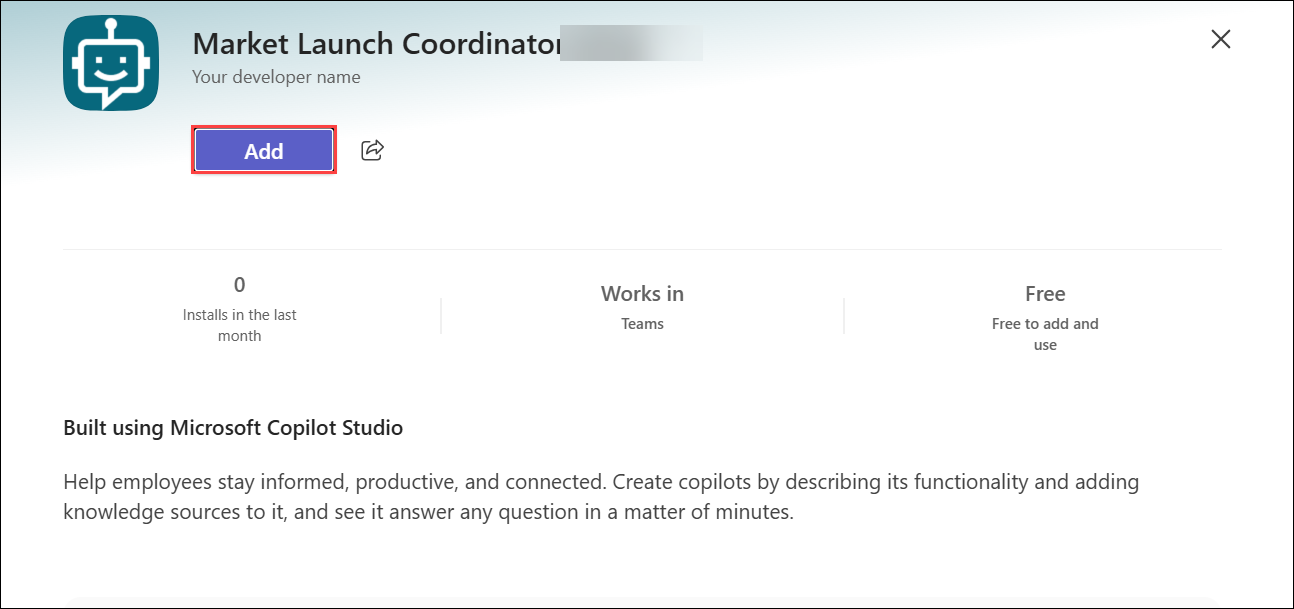 Market Launch Coordinator
Your developer name
Add
0
Installs in the last
month
Works in
Teams
Free
Free to add and
use
Built using Microsoft Copilot Studio
Help employees stay informed, productive, and connected. Create copilots by describing its functionality and adding
knowledge sources to it, and see it answer any question in a matter of minutes.